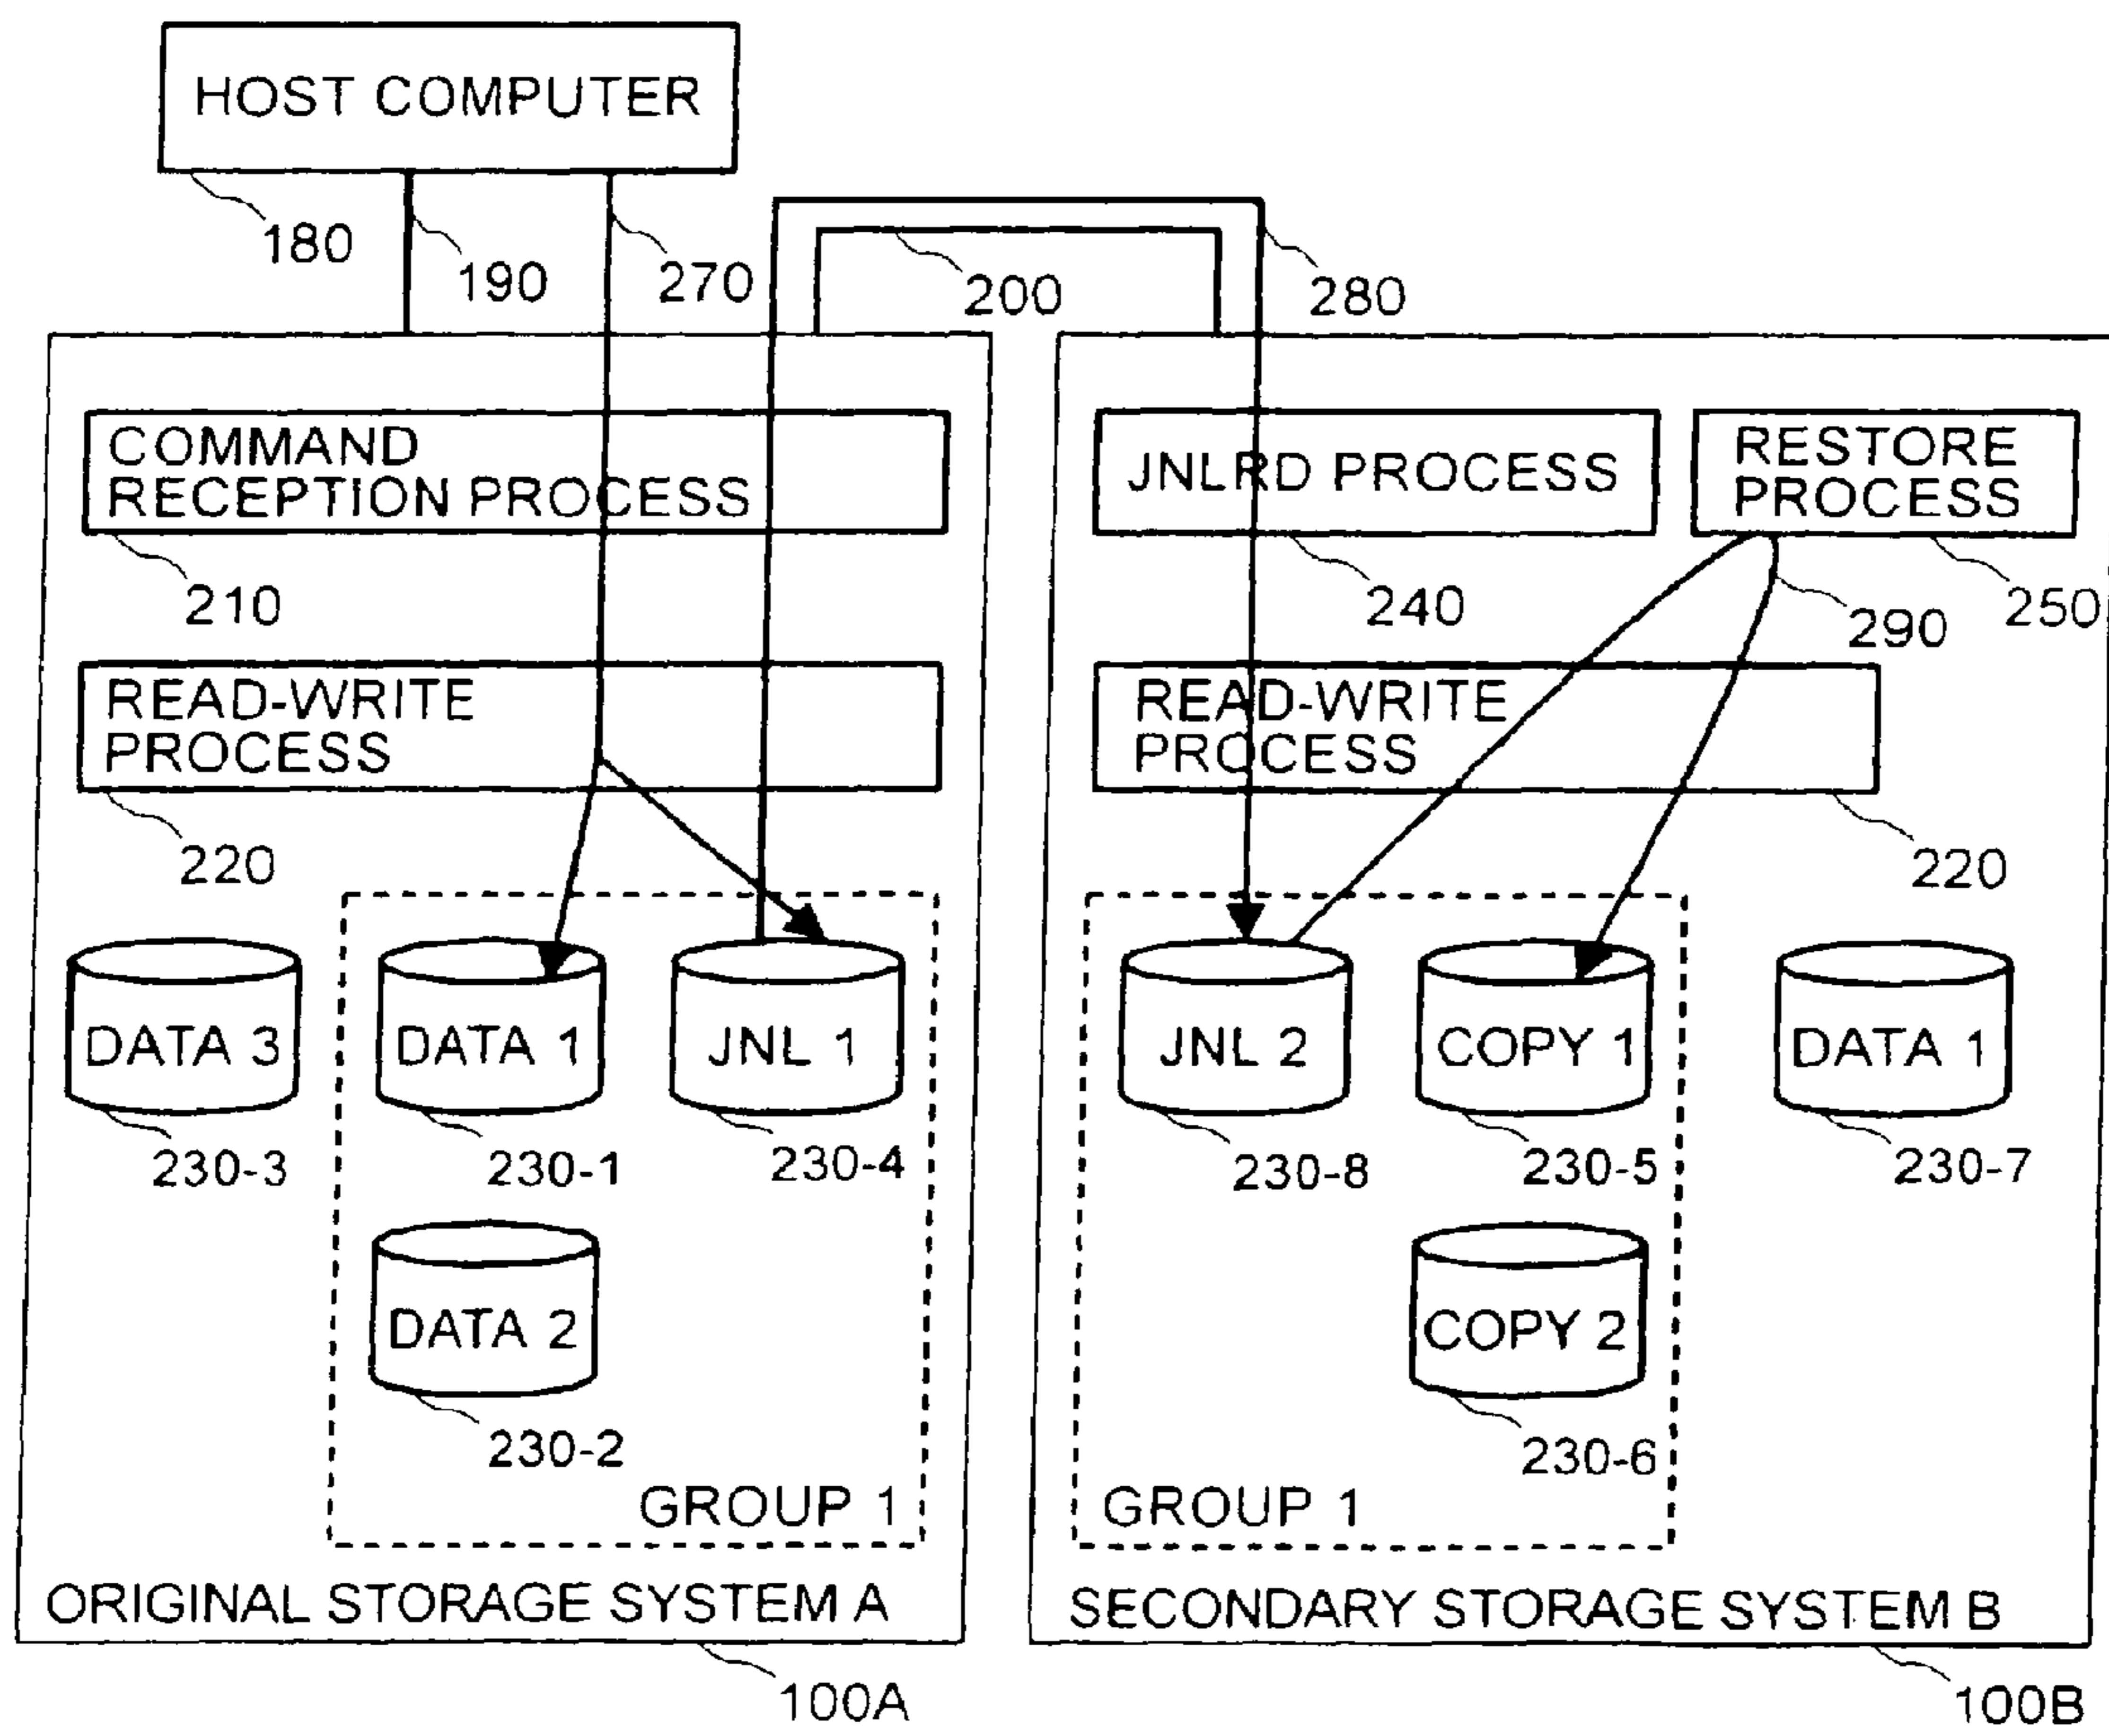 HOST COMPUTER
180
190
270
200
280
COMMAND
RECEPTION PROCESS
210
JNLRD PROCESS
240
RESTORE
PROCESS
250
290
READ-WRITE
PROCESS
220
READ-WRITE
PROCESS
220
DATA 3
230-3
DATA 1
230-1
JNL 1
230-4
DATA 2
230-2
GROUP 1
ORIGINAL STORAGE SYSTEM A
100A
JNL 2
230-8
COPY 1
230-5
DATA 1
230-7
COPY 2
230-6
GROUP 1
SECONDARY STORAGE SYSTEM B
100B